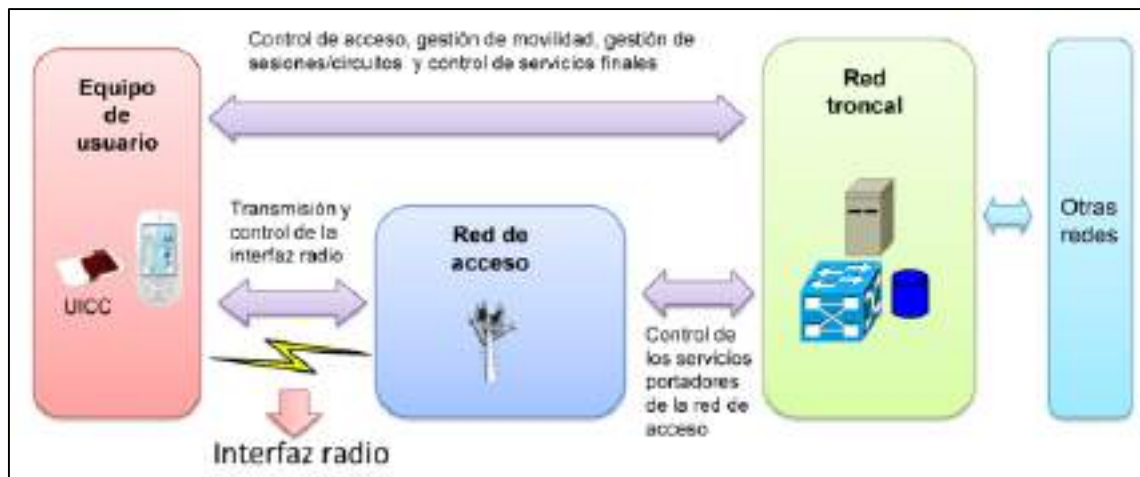 Control de acceso, gestión de movilidad, gestión de
sesiones/circuitos y control de servicios finales
Equipo
de
usuario
UICC
Transmisión y
control de la
interfaz radio
Interfaz radio
Red de
acceso
Control de
los servicios
portadores
de la red de
acceso
Red
troncal
Otras
redes